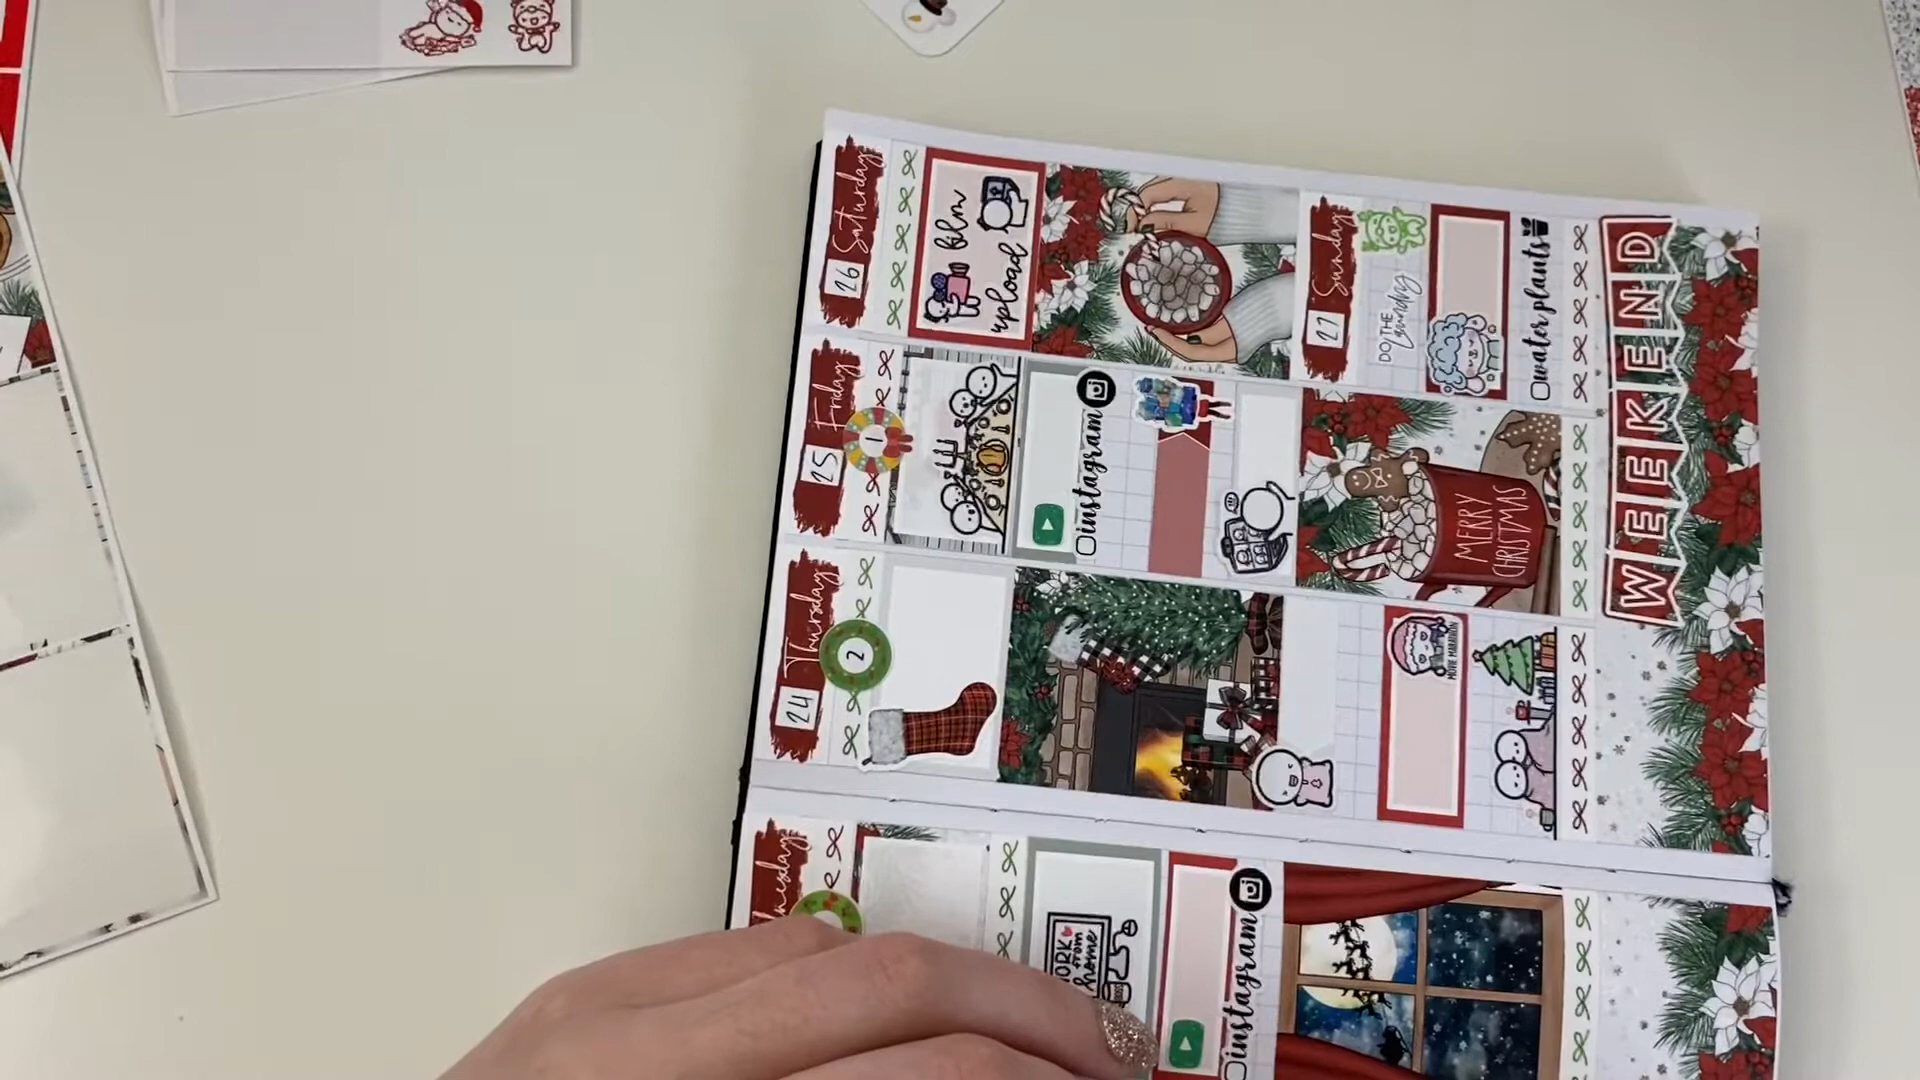 Thursday
24
2
MOVIE MARATHON
Friday
25
1
instagram
MERRY
CHRISTMAS
Saturday
26
film
upload
Sunday
27
DO THE
laundry
water plants
WEEKEND
from
home
instagram